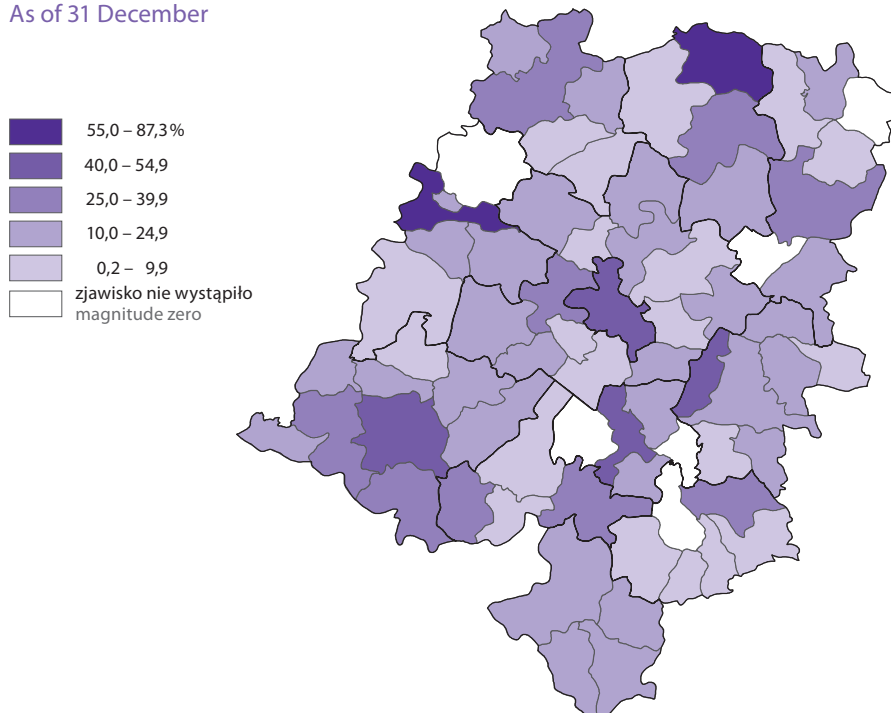 As of 31 December
55,0 – 87,3%
40,0 – 54,9
25,0 – 39,9
10,0 – 24,9
0,2 – 9,9
zjawisko nie wystąpiło
magnitude zero